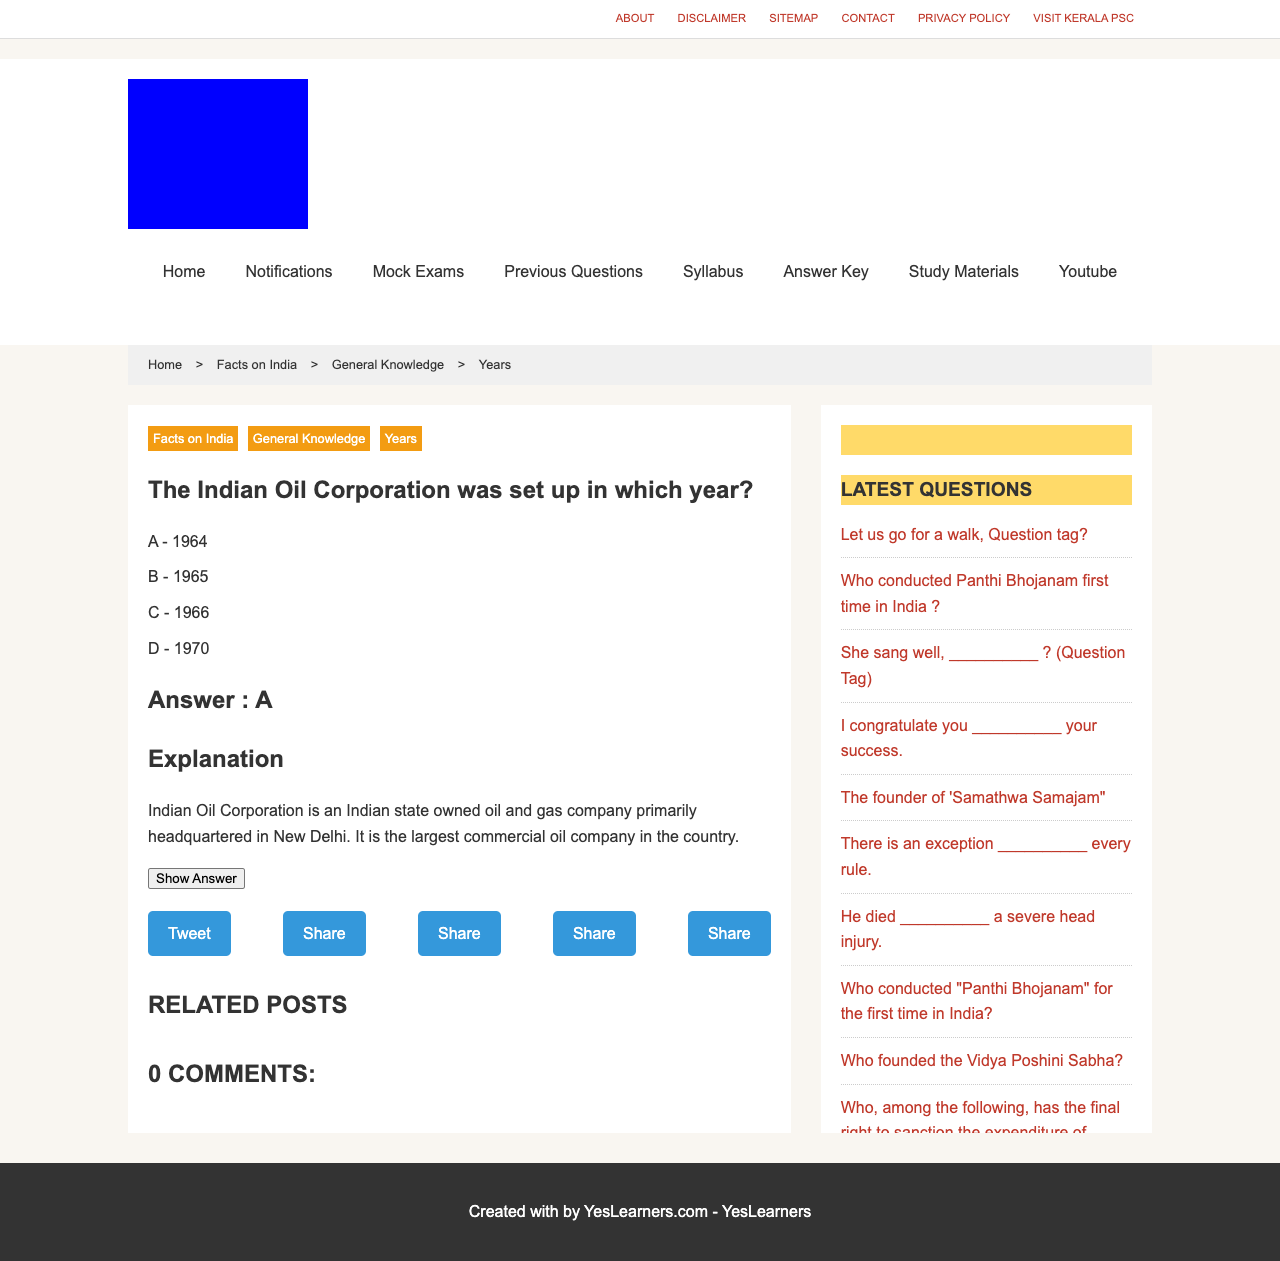 ABOUT DISCLAIMER SITEMAP CONTACT PRIVACY POLICY VISIT KERALA PSC
Home Notifications Mock Exams Previous Questions Syllabus Answer Key Study Materials Youtube
Home > Facts on India > General Knowledge > Years
Facts on India General Knowledge Years
The Indian Oil Corporation was set up in which year?
A - 1964
B - 1965
C - 1966
D - 1970
Answer : A
Explanation
Indian Oil Corporation is an Indian state owned oil and gas company primarily
headquartered in New Delhi. It is the largest commercial oil company in the country.
Show Answer
Tweet Share Share Share Share
RELATED POSTS
0 COMMENTS:
LATEST QUESTIONS
Let us go for a walk, Question tag?
Who conducted Panthi Bhojanam first
time in India ?
She sang well, __________ ? (Question
Tag)
I congratulate you __________ your
success.
The founder of 'Samathwa Samajam"
There is an exception __________ every
rule.
He died __________ a severe head
injury.
Who conducted "Panthi Bhojanam" for
the first time in India?
Who founded the Vidya Poshini Sabha?
Who, among the following, has the final
right to sanction the expenditure of
Created with by YesLearners.com - YesLearners